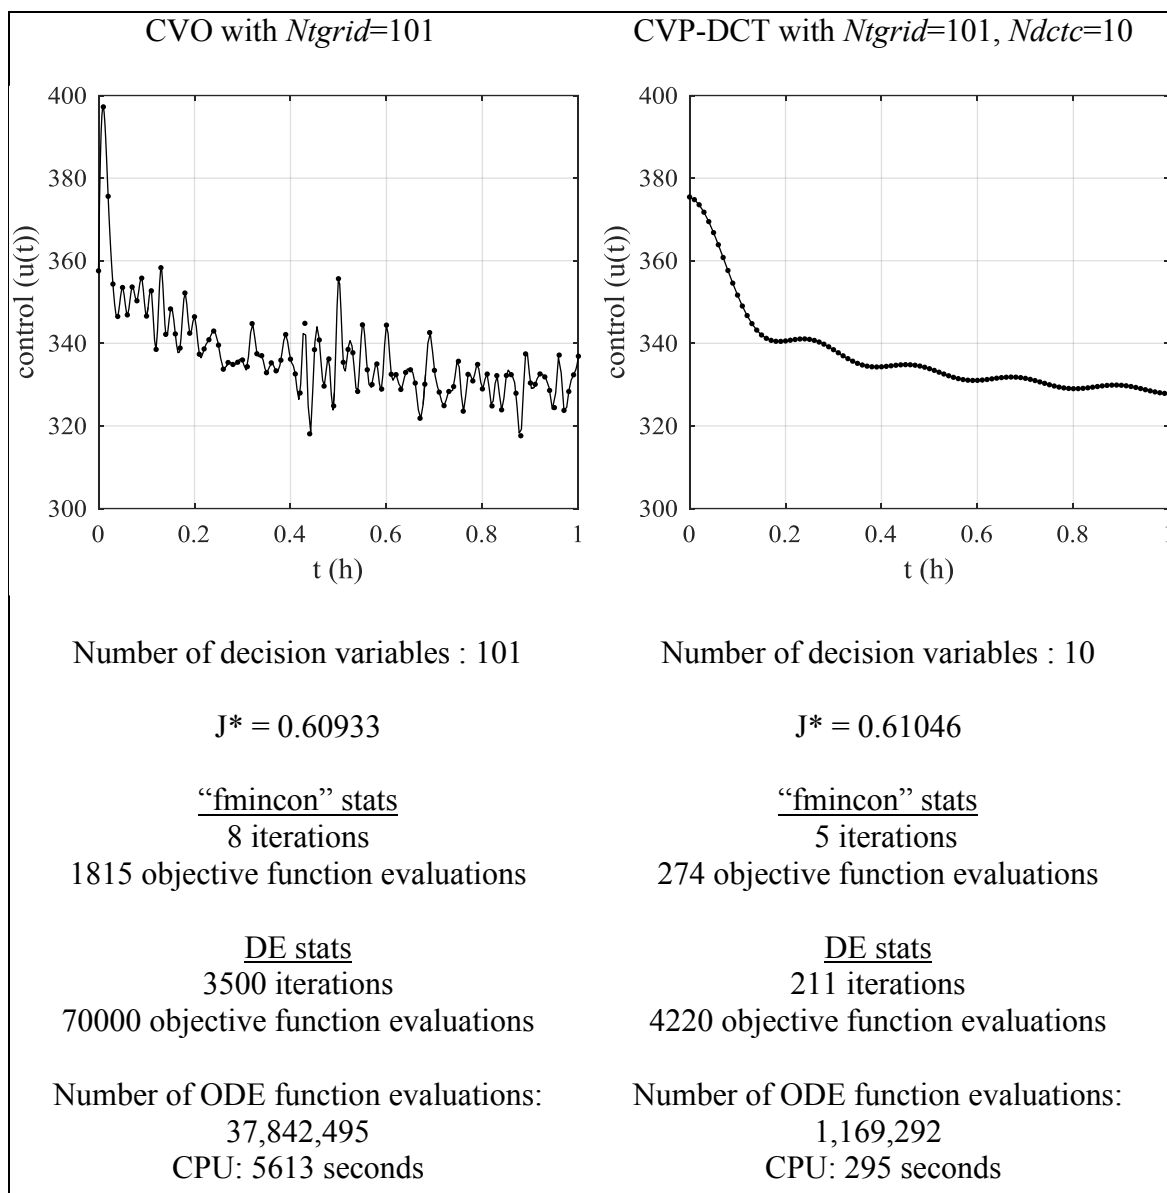 CVO with Ntgrid=101
400
380
360
340
320
300
control (u(t))
0
0.2
0.4
0.6
0.8
1
t (h)
Number of decision variables : 101
J* = 0.60933
“fmincon” stats
8 iterations
1815 objective function evaluations
DE stats
3500 iterations
70000 objective function evaluations
Number of ODE function evaluations:
37,842,495
CPU: 5613 seconds
CVP-DCT with Ntgrid=101, Ndctc=10
400
380
360
340
320
300
control (u(t))
0
0.2
0.4
0.6
0.8
1
t (h)
Number of decision variables : 10
J* = 0.61046
“fmincon” stats
5 iterations
274 objective function evaluations
DE stats
211 iterations
4220 objective function evaluations
Number of ODE function evaluations:
1,169,292
CPU: 295 seconds